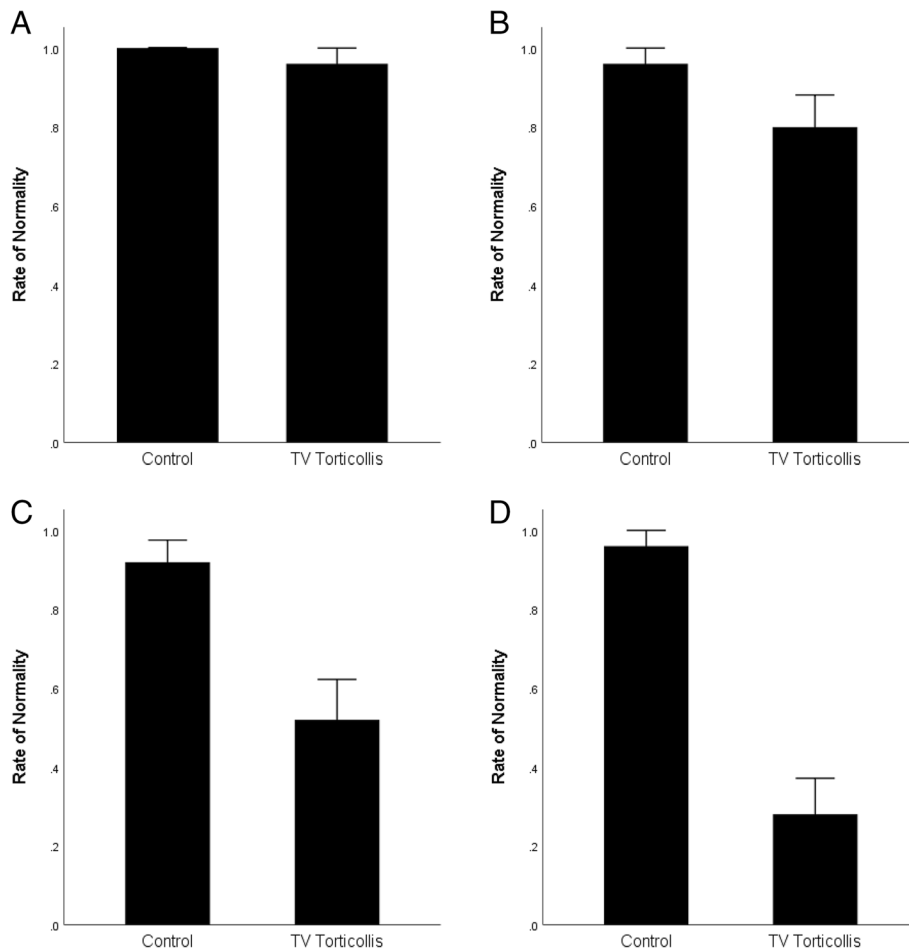 A
Rate of Normality
1.0
.8
.6
.4
.2
.0
Control TV Torticollis
B
Rate of Normality
1.0
.8
.6
.4
.2
.0
Control TV Torticollis
C
Rate of Normality
1.0
.8
.6
.4
.2
.0
Control TV Torticollis
D
Rate of Normality
1.0
.8
.6
.4
.2
.0
Control TV Torticollis